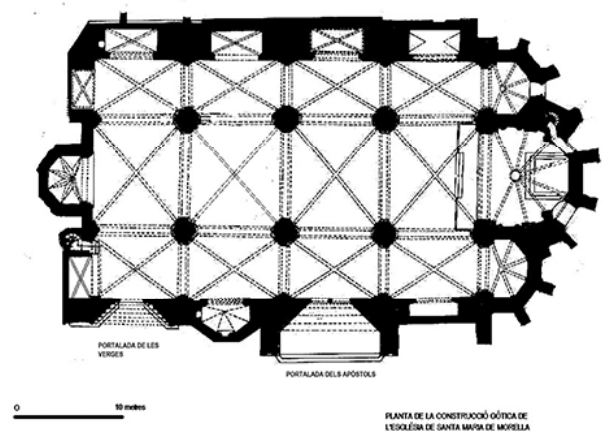 PORTALADA DE LES
VERGES
PORTALADA DELS APÒSTOLS
0 10 metres
PLANTA DE LA CONSTRUCCIÓ GÒTICA DE
L'ESGLÉSIA DE SANTA MARIA DE MORELLA